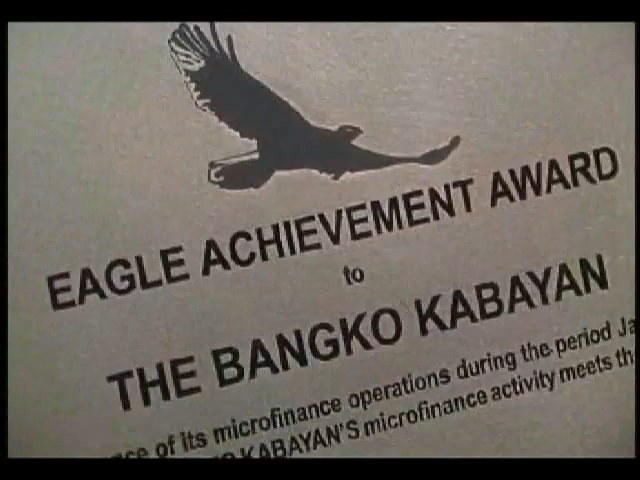 EAGLE ACHIEVEMENT AWARD
to
THE BANGKO KABAYAN
of its microfinance operations during the period
KABAYAN'S microfinance activity meets